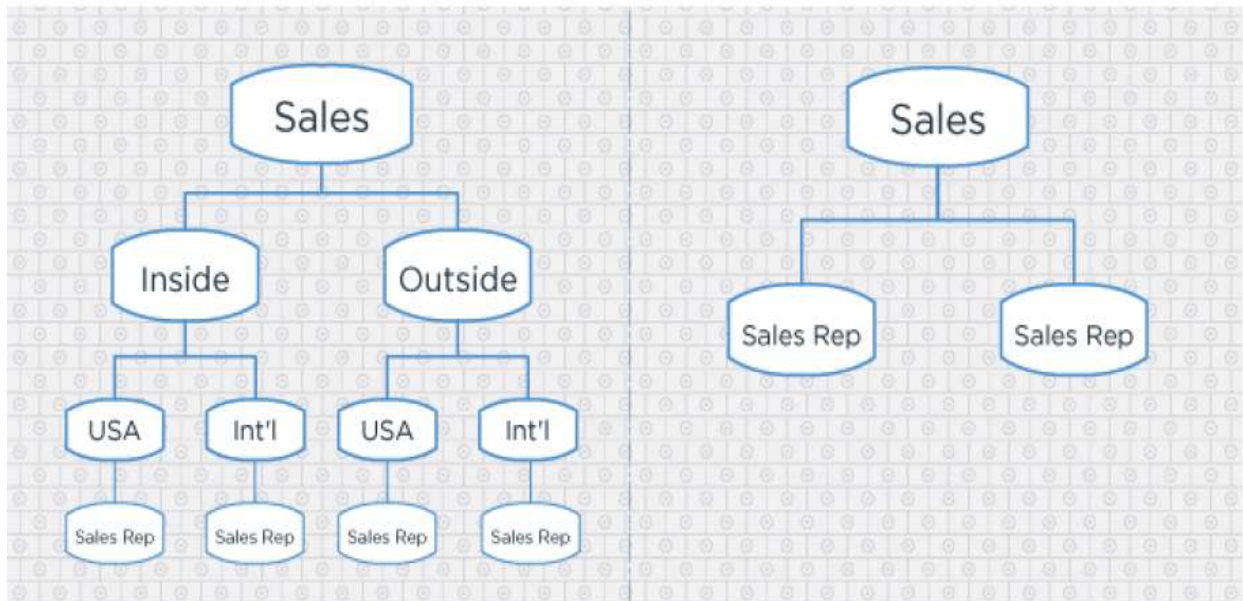 Sales
Inside
Outside
USA
Int'l
USA
Int'l
Sales Rep
Sales Rep
Sales Rep
Sales Rep
Sales
Sales Rep
Sales Rep